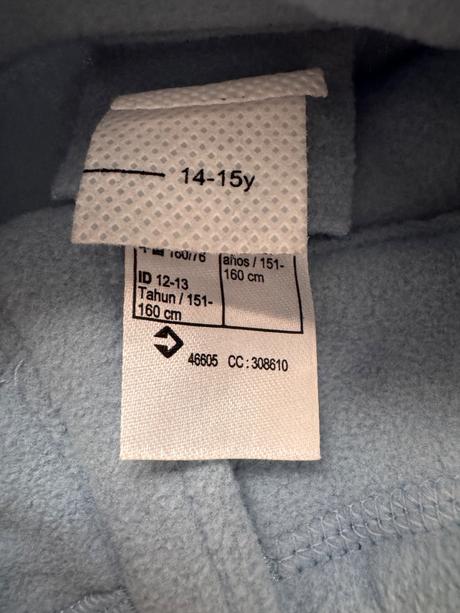 14-15y
160/76
ID 12-13
Tahun / 151-
160 cm
años / 151-
160 cm
46605 CC : 308610